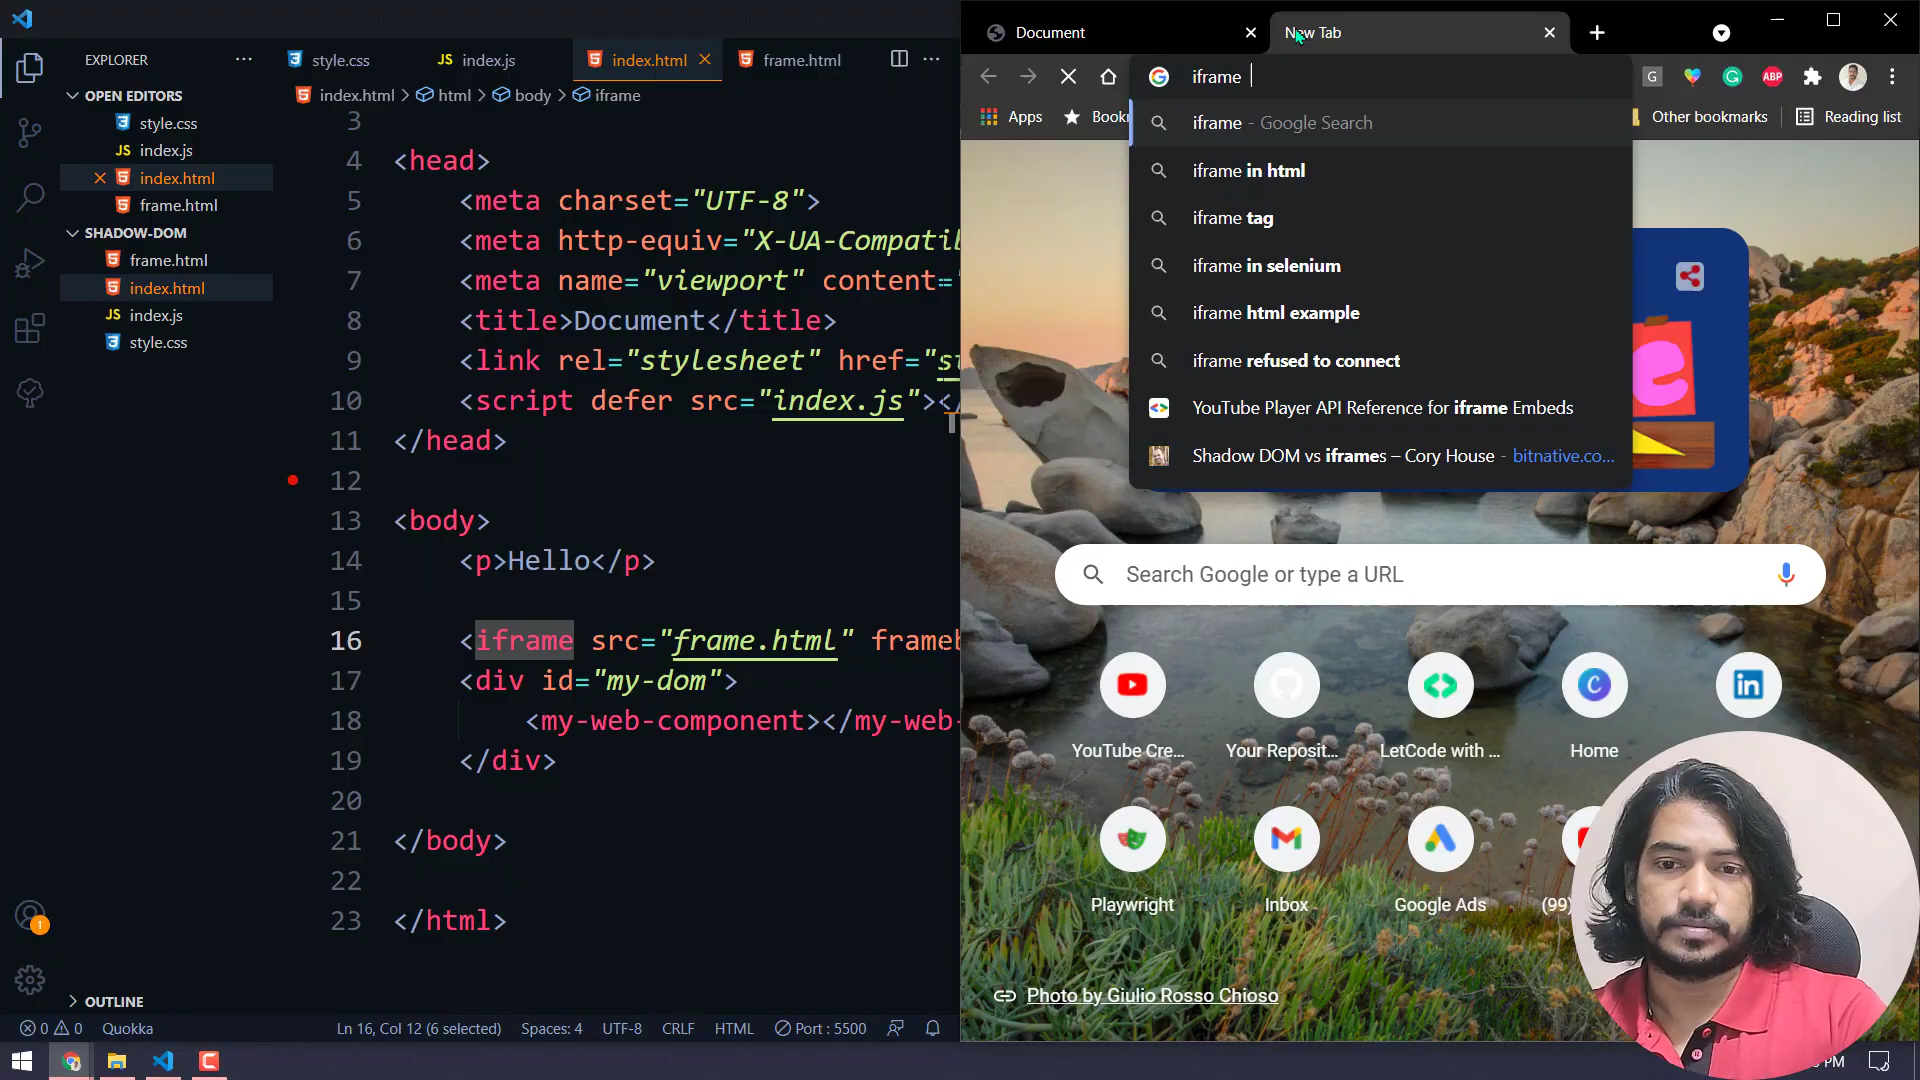 EXPLORER
OPEN EDITORS
style.css
JS index.js
index.html
frame.html
SHADOW-DOM
frame.html
index.html
JS index.js
style.css
OUTLINE
1
style.css
JS index.js
index.html
frame.html
index.html > html > body > iframe
3
4 <head>
5 <meta charset="UTF-8">
6 <meta http-equiv="X-UA-Compatib
7 <meta name="viewport" content="
8 <title>Document</title>
9 <link rel="stylesheet" href="st
10 <script defer src="index.js"></
11 </head>
12
13 <body>
14 <p>Hello</p>
15
16 <iframe src="frame.html" frameb
17 <div id="my-dom">
18 <my-web-component></my-web-
19 </div>
20
21 </body>
22
23 </html>
0 0 Quokka Ln 16, Col 12 (6 selected) Spaces: 4 UTF-8 CRLF HTML Port : 5500
Document
New Tab
iframe
G
ABP
Apps
Bookm
Other bookmarks
Reading list
iframe - Google Search
iframe in html
iframe tag
iframe in selenium
iframe html example
iframe refused to connect
YouTube Player API Reference for iframe Embeds
Shadow DOM vs iframes – Cory House - bitnative.co...
Search Google or type a URL
YouTube Cre...
Your Reposit...
LetCode with ...
Home
Playwright
Inbox
Google Ads
(99)
Photo by Giulio Rosso Chioso
PM